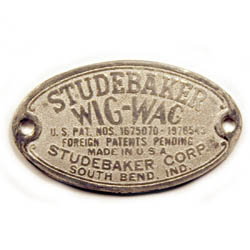 STUDEBAKER
WIG-WAG
U.S. PAT. NOS. 1675070 - 1976543
FOREIGN PATENTS PENDING
MADE IN U.S.A.
STUDEBAKER CORP.
SOUTH BEND, IND.